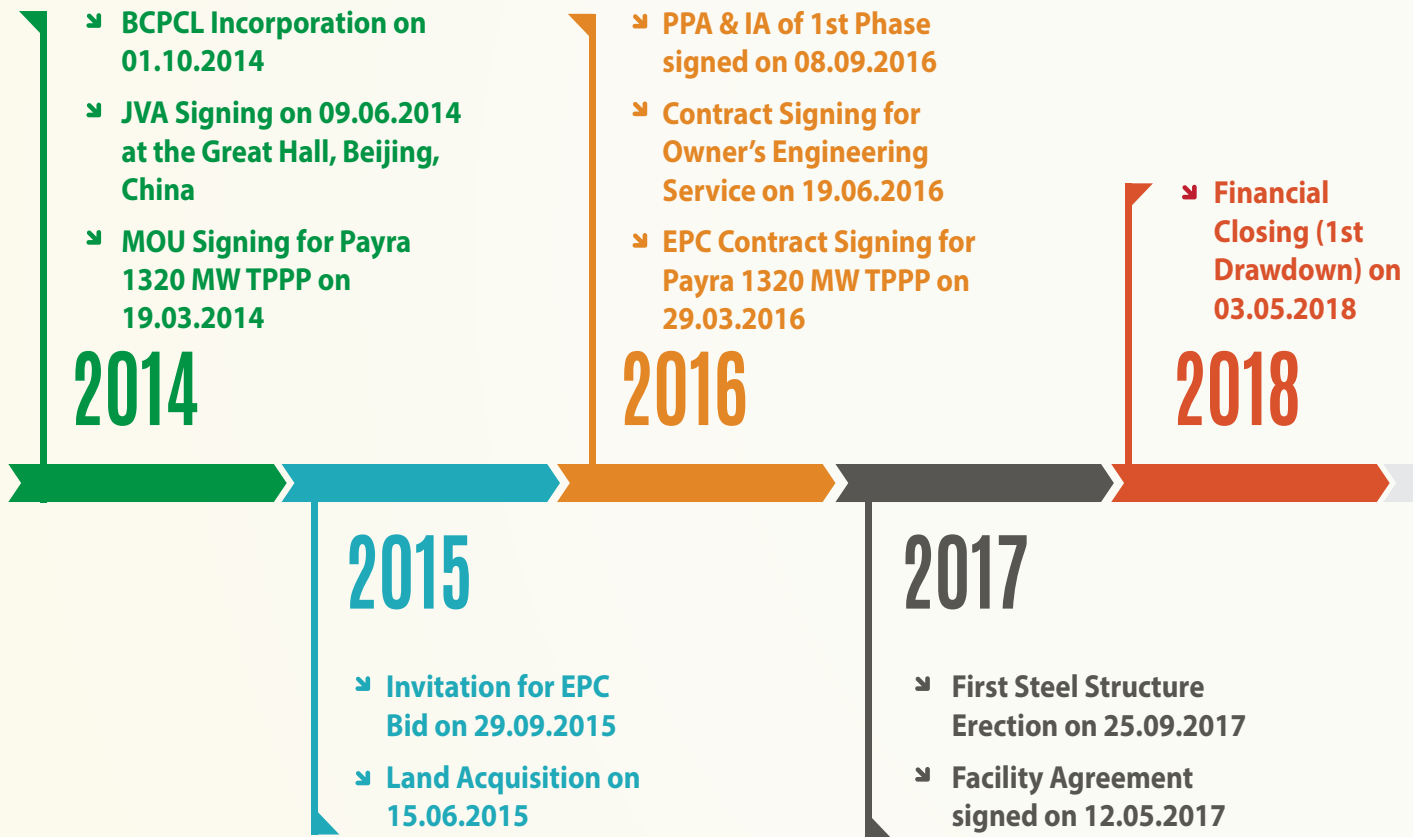 BCPCL Incorporation on
01.10.2014
JVA Signing on 09.06.2014
at the Great Hall, Beijing,
China
MOU Signing for Payra
1320 MW TPPP on
19.03.2014
2014
PPA & IA of 1st Phase
signed on 08.09.2016
Contract Signing for
Owner’s Engineering
Service on 19.06.2016
EPC Contract Signing for
Payra 1320 MW TPPP on
29.03.2016
2016
Financial
Closing (1st
Drawdown) on
03.05.2018
2018
2015
Invitation for EPC
Bid on 29.09.2015
Land Acquisition on
15.06.2015
2017
First Steel Structure
Erection on 25.09.2017
Facility Agreement
signed on 12.05.2017